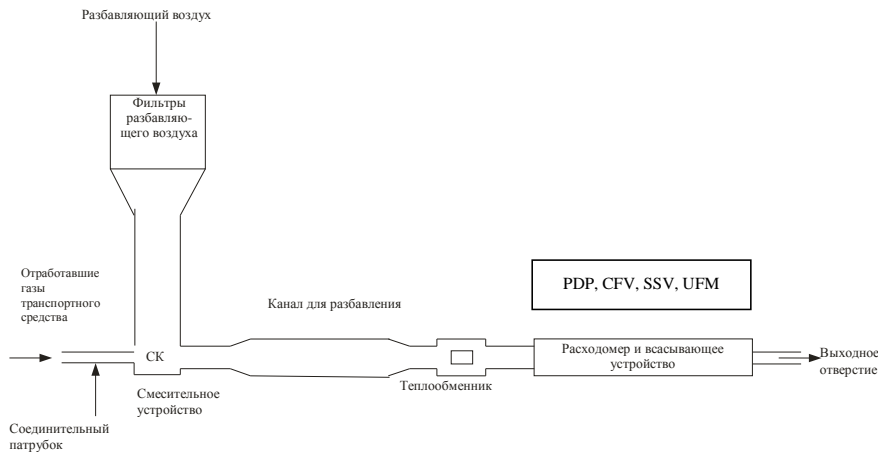 Разбавляющий воздух
Фильтры
разбавляю-
щего воздуха
Отработавшие
газы
транспортного
средства
Канал для разбавления
PDP, CFV, SSV, UFM
СК
Расходомер и всасывающее
устройство
Выходное
отверстие
Теплообменник
Смесительное
устройство
Соединительный
патрубок